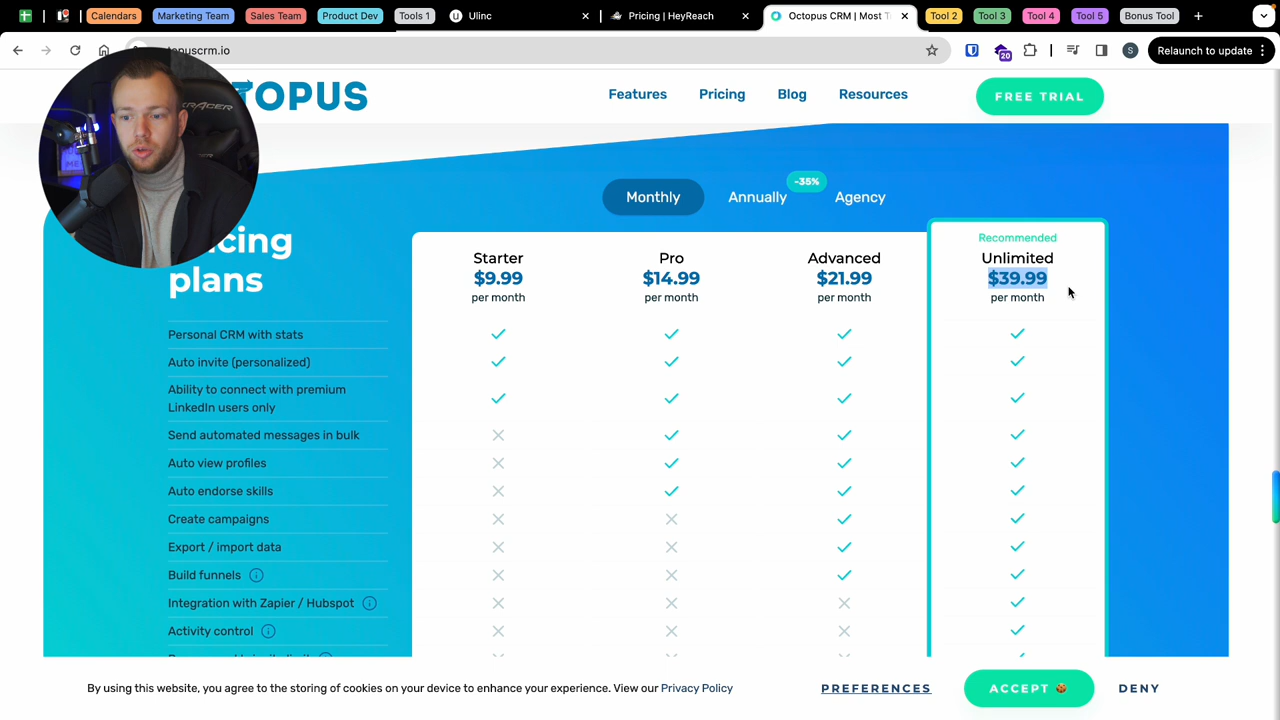 Calendars
Marketing Team
Sales Team
Product Dev
Tools 1
Ulinc
Pricing | HeyReach
Octopus CRM | Most T
Tool 2
Tool 3
Tool 4
Tool 5
Bonus Tool
opuscrm.io
20
S
Relaunch to update
TOPUS
Features
Pricing
Blog
Resources
FREE TRIAL
RACER
ME
Monthly
Annually
-35%
Agency
cing
plans
Starter
$9.99
per month
Pro
$14.99
per month
Advanced
$21.99
per month
Recommended
Unlimited
$39.99
per month
Personal CRM with stats
Auto invite (personalized)
Ability to connect with premium
LinkedIn users only
Send automated messages in bulk
Auto view profiles
Auto endorse skills
Create campaigns
Export / import data
Build funnels
Integration with Zapier / Hubspot
Activity control
By using this website, you agree to the storing of cookies on your device to enhance your experience. View our Privacy Policy
PREFERENCES
ACCEPT
DENY